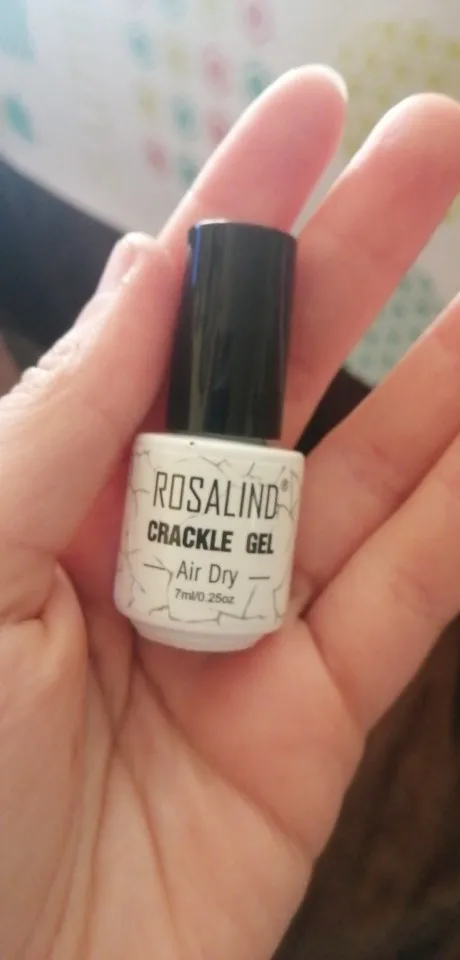 ROSALIND®
CRACKLE GEL
Air Dry
7ml/0.25oz